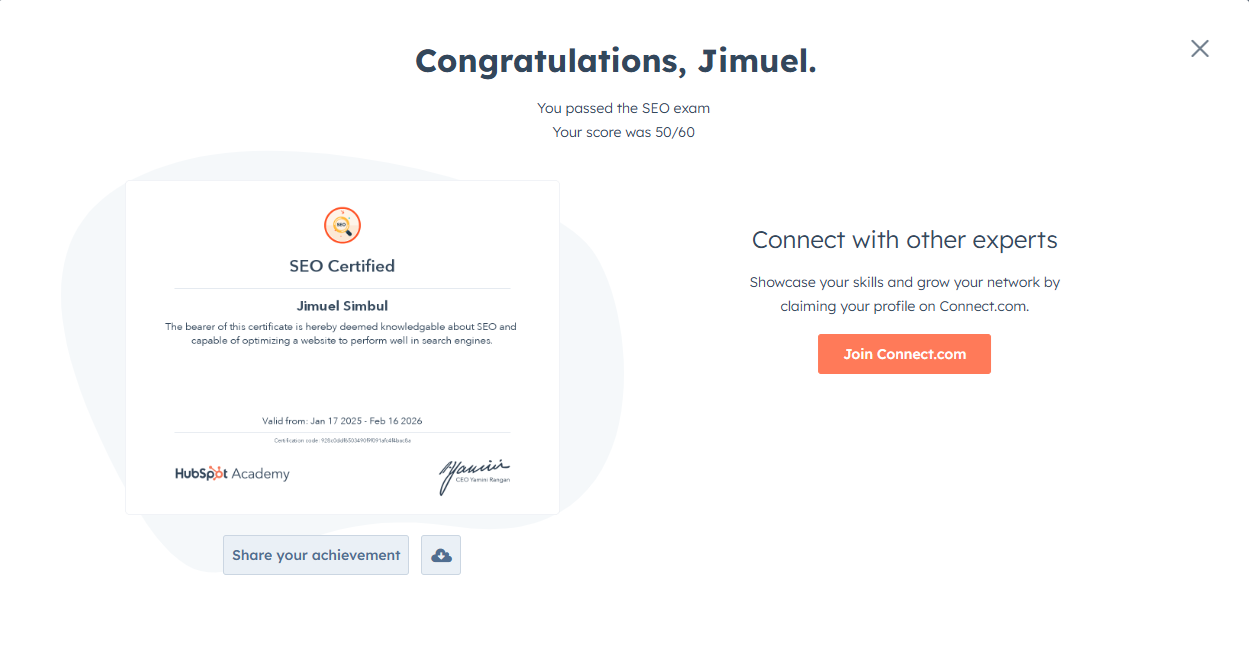 Congratulations, Jimuel.
You passed the SEO exam
Your score was 50/60
SEO
SEO Certified
Jimuel Simbul
The bearer of this certificate is hereby deemed knowledgable about SEO and
capable of optimizing a website to perform well in search engines.
Valid from: Jan 17 2025 - Feb 16 2026
Certification code:
HubSpot Academy
CEO Yamini Rangan
Share your achievement
Connect with other experts
Showcase your skills and grow your network by
claiming your profile on Connect.com.
Join Connect.com